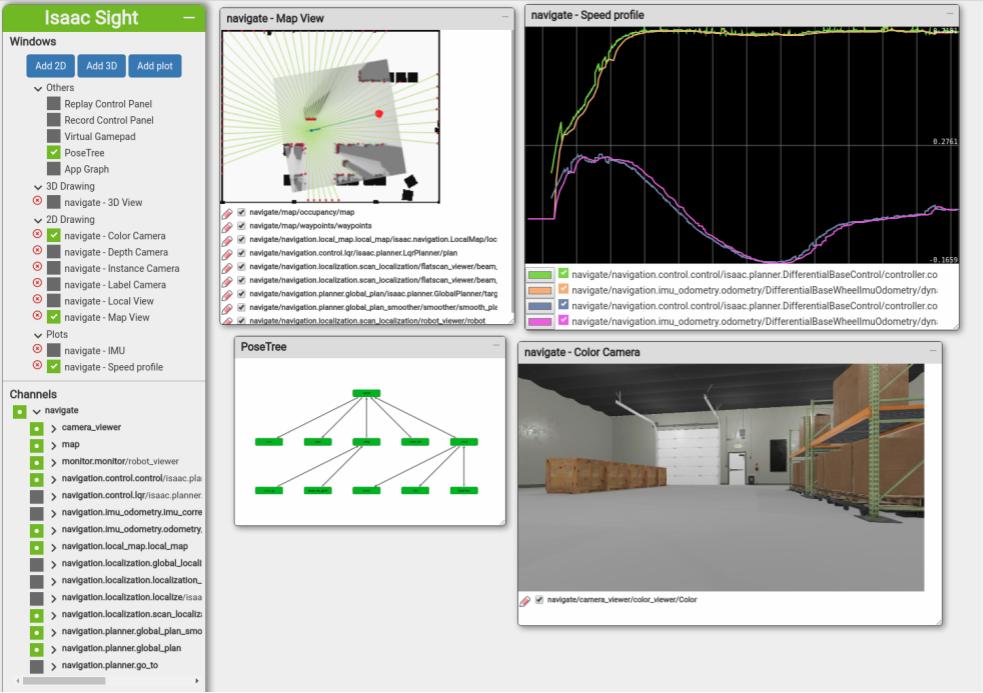 Isaac Sight
Windows
Add 2D
Add 3D
Add plot
Others
Replay Control Panel
Record Control Panel
Virtual Gamepad
PoseTree
App Graph
3D Drawing
navigate - 3D View
2D Drawing
navigate - Color Camera
navigate - Depth Camera
navigate - Instance Camera
navigate - Label Camera
navigate - Local View
navigate - Map View
Plots
navigate - IMU
navigate - Speed profile
Channels
navigate
camera_viewer
map
monitor.monitor/robot_viewer
navigation.control.control/isaac.pla
navigation.control.lqr/isaac.planner.
navigation.imu_odometry.imu_corre
navigation.imu_odometry.odometry.
navigation.local_map.local_map
navigation.localization.global_locali
navigation.localization.localization_
navigation.localization.localize/isaa
navigation.localization.scan_localiz
navigation.planner.global_plan_smo
navigation.planner.global_plan
navigation.planner.go_to
navigate - Map View
navigate/map/occupancy/map
navigate/map/waypoints/waypoints
navigate/navigation.local_map.local_map/isaac.navigation.LocalMap/loc
navigate/navigation.control.lqr/isaac.planner.LqrPlanner/plan
navigate/navigation.localization.scan_localization/flatscan_viewer/beam_
navigate/navigation.localization.scan_localization/flatscan_viewer/beam_
navigate/navigation.planner.global_plan/isaac.planner.GlobalPlanner/targ
navigate/navigation.planner.global_plan_smoother/smoother/smooth_pla
navigate/navigation.localization.scan_localization/robot_viewer/robot
navigate - Speed profile
0.2761
-0.1659
navigate/navigation.control.control/isaac.planner.DifferentialBaseControl/controller.co
navigate/navigation.imu_odometry.odometry/DifferentialBaseWheelImuOdometry/dyn
navigate/navigation.control.control/isaac.planner.DifferentialBaseControl/controller.co
navigate/navigation.imu_odometry.odometry/DifferentialBaseWheelImuOdometry/dyn
PoseTree
navigate - Color Camera
navigate/camera_viewer/color_viewer/Color